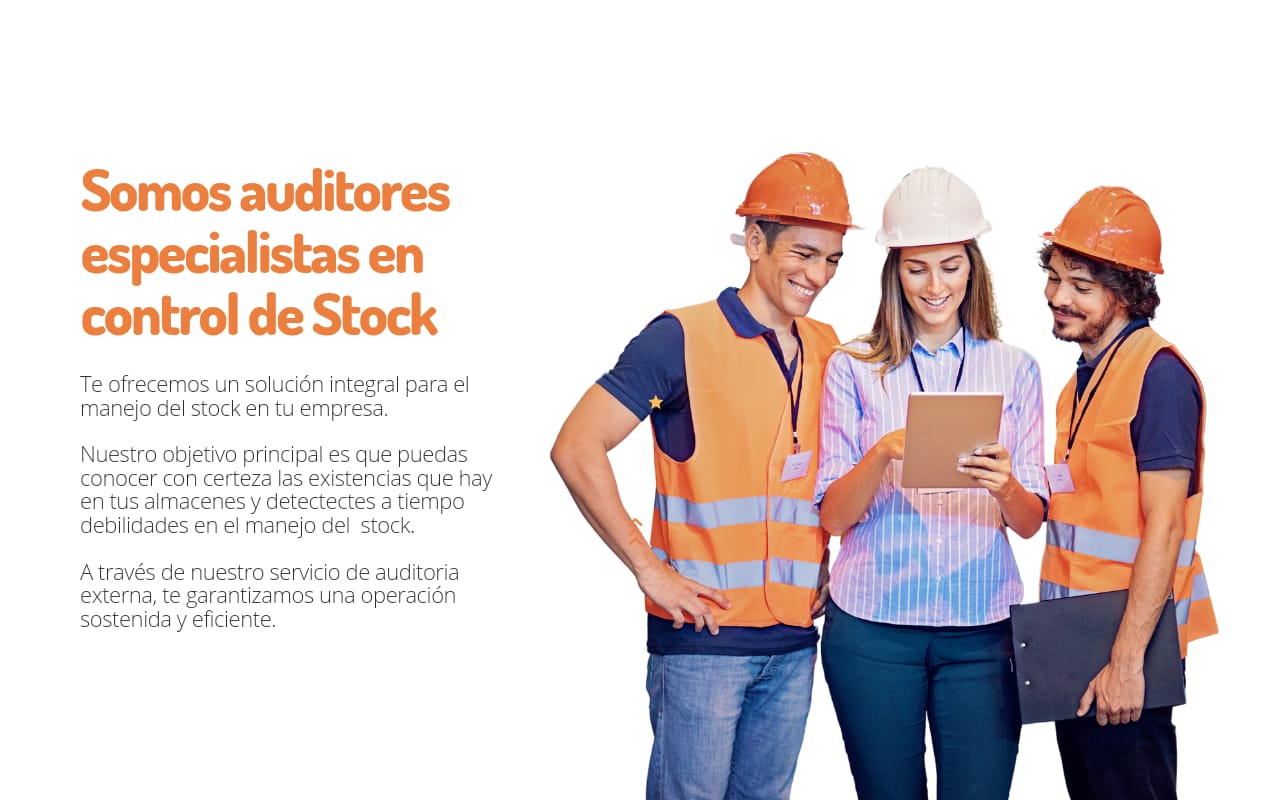 Somos auditores
especialistas en
control de Stock
Te ofrecemos un solución integral para el
manejo del stock en tu empresa.
Nuestro objetivo principal es que puedas
conocer con certeza las existencias que hay
en tus almacenes y detectectes a tiempo
debilidades en el manejo del  stock.
A través de nuestro servicio de auditoria
externa, te garantizamos una operación
sostenida y eficiente.